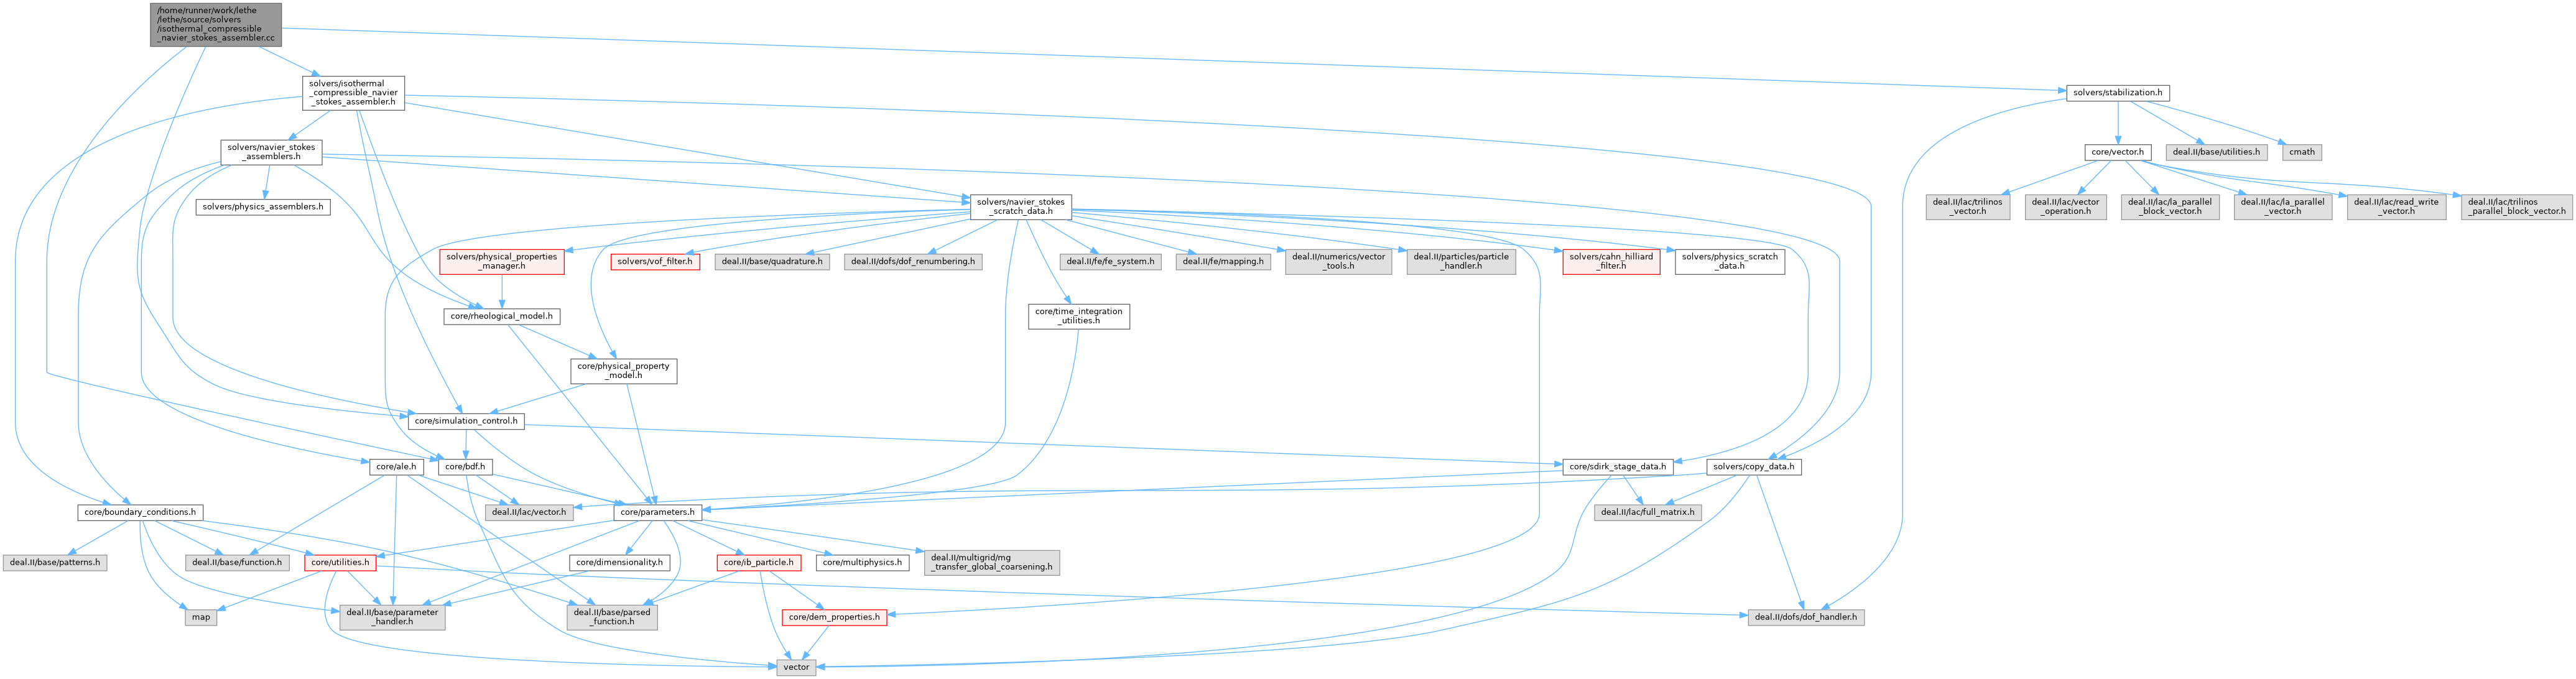 /home/runner/work/lethe
/lethe/source/solvers
/isothermal_compressible
_navier_stokes_assembler.cc
solvers/isothermal
_compressible_navier
_stokes_assembler.h
solvers/stabilization.h
solvers/navier_stokes
_assemblers.h
core/vector.h
deal.II/base/utilities.h
cmath
solvers/physics_assemblers.h
solvers/navier_stokes
_scratch_data.h
deal.II/lac/trilinos
_vector.h
deal.II/lac/vector
_operation.h
deal.II/lac/la_parallel
_block_vector.h
deal.II/lac/la_parallel
_vector.h
deal.II/lac/read_write
_vector.h
deal.II/lac/trilinos
_parallel_block_vector.h
solvers/physical_properties
_manager.h
solvers/vof_filter.h
deal.II/base/quadrature.h
deal.II/dofs/dof_renumbering.h
deal.II/fe/fe_system.h
deal.II/fe/mapping.h
deal.II/numerics/vector
_tools.h
deal.II/particles/particle
_handler.h
solvers/cahn_hilliard
_filter.h
solvers/physics_scratch
_data.h
core/rheological_model.h
core/time_integration
_utilities.h
core/physical_property
_model.h
core/simulation_control.h
core/ale.h
core/bdf.h
core/sdirk_stage_data.h
solvers/copy_data.h
core/boundary_conditions.h
deal.II/lac/vector.h
core/parameters.h
deal.II/lac/full_matrix.h
deal.II/base/patterns.h
deal.II/base/function.h
core/utilities.h
core/dimensionality.h
core/ib_particle.h
core/multiphysics.h
deal.II/multigrid/mg
_transfer_global_coarsening.h
map
deal.II/base/parameter
_handler.h
deal.II/base/parsed
_function.h
core/dem_properties.h
deal.II/dofs/dof_handler.h
vector